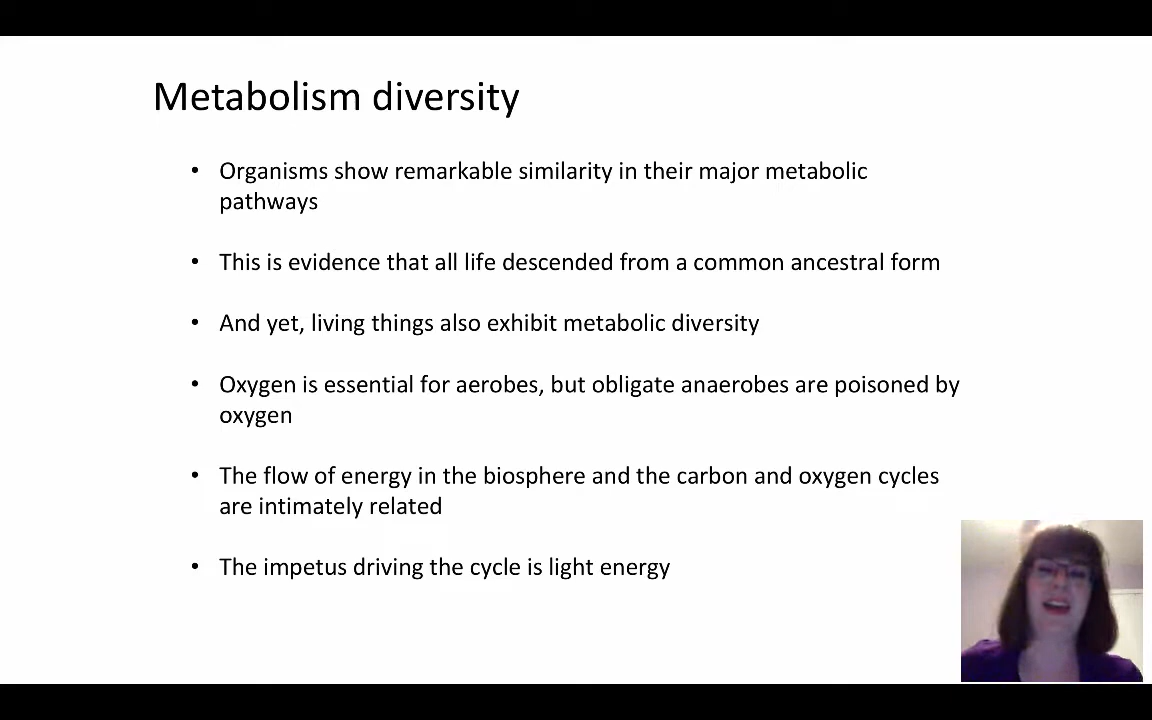 Metabolism diversity
• Organisms show remarkable similarity in their major metabolic
pathways
• This is evidence that all life descended from a common ancestral form
• And yet, living things also exhibit metabolic diversity
• Oxygen is essential for aerobes, but obligate anaerobes are poisoned by
oxygen
• The flow of energy in the biosphere and the carbon and oxygen cycles
are intimately related
• The impetus driving the cycle is light energy